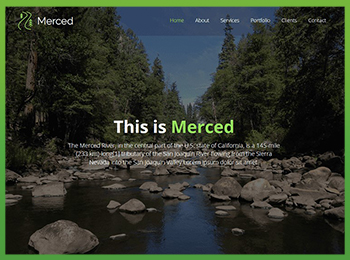 Merced
Home About Services Portfolio Clients Contact
This is Merced
The Merced River, in the central part of the U.S. state of California, is a 145-mile
(233 km)-long[1] tributary of the San Joaquin River flowing from the Sierra
Nevada into the San Joaquin Valley Lorem ipsum dolor sit amet.